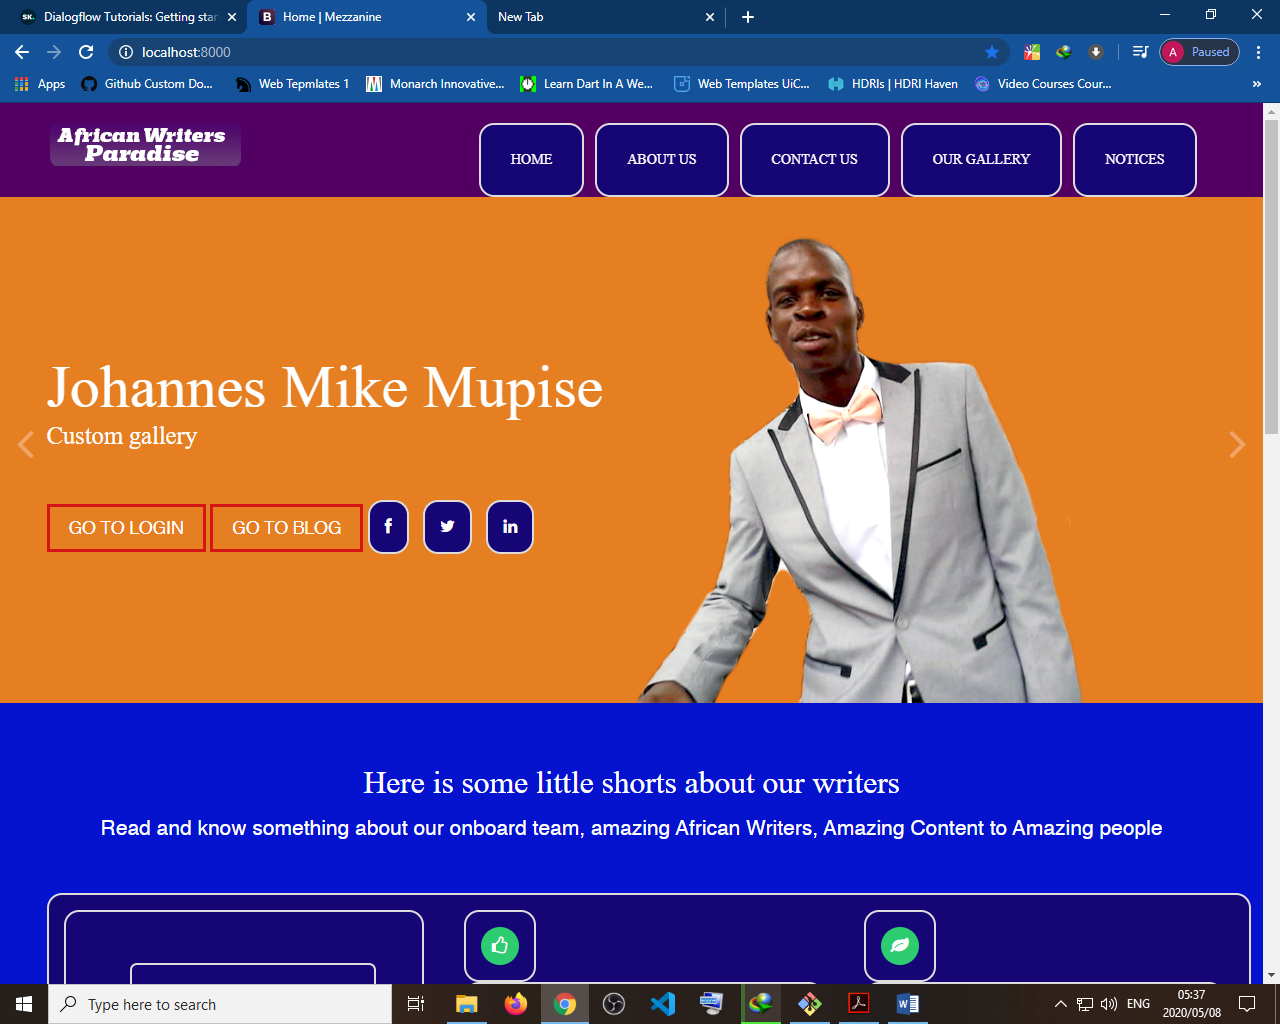 Dialogflow Tutorials: Getting star
Home | Mezzanine
New Tab
localhost:8000
A Paused
Apps
Github Custom Do...
Web Tepmlates 1
Monarch Innovative...
Learn Dart In A We...
Web Templates UiC...
HDRIs | HDRI Haven
Video Courses Cour...
»
African Writers
Paradise
HOME
ABOUT US
CONTACT US
OUR GALLERY
NOTICES
Johannes Mike Mupise
Custom gallery
GO TO LOGIN
GO TO BLOG
Here is some little shorts about our writers
Read and know something about our onboard team, amazing African Writers, Amazing Content to Amazing people
Type here to search
ENG
05:37
2020/05/08